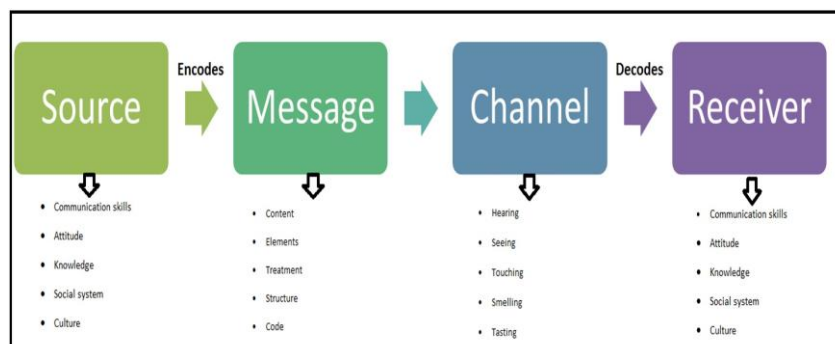 Encodes
Decodes
Source
Message
Channel
Receiver
• Communication skills
• Attitude
• Knowledge
• Social system
• Culture
• Content
• Elements
• Treatment
• Structure
• Code
• Hearing
• Seeing
• Touching
• Smelling
• Tasting
• Communication skills
• Attitude
• Knowledge
• Social system
• Culture